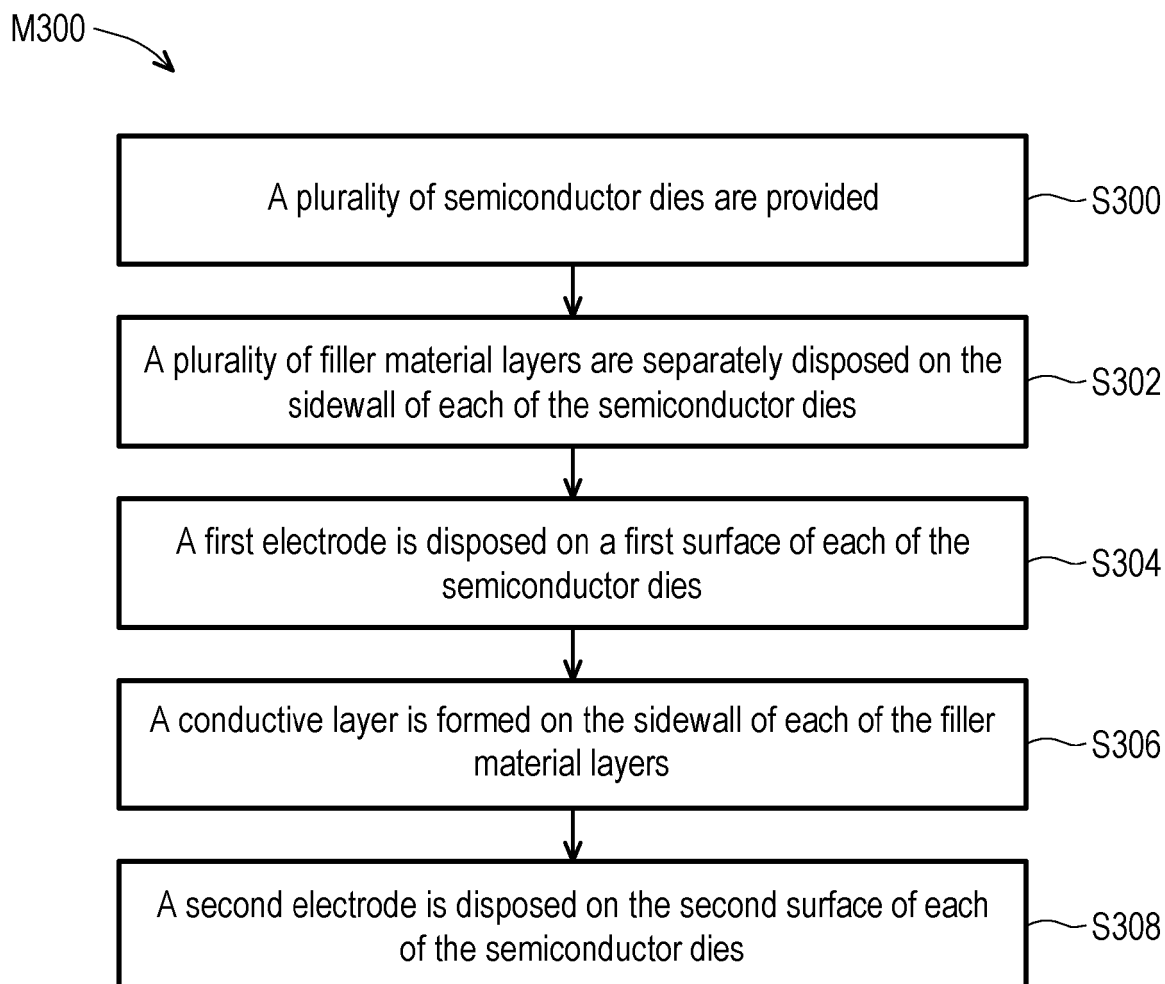 M300
A plurality of semiconductor dies are provided
S300
A plurality of filler material layers are separately disposed on the
sidewall of each of the semiconductor dies
S302
A first electrode is disposed on a first surface of each of the
semiconductor dies
S304
A conductive layer is formed on the sidewall of each of the filler
material layers
S306
A second electrode is disposed on the second surface of each
of the semiconductor dies
S308